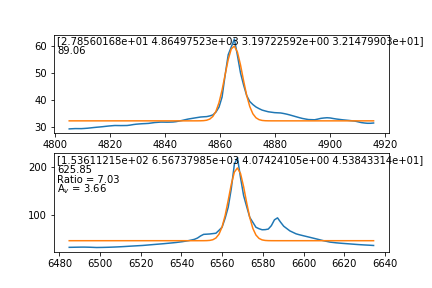 [2.78560168e+01 4.86497523e+03 3.19722592e+00 3.21479903e+01]
89.06
60
50
40
30
4800 4820 4840 4860 4880 4900 4920
[1.53611215e+02 6.56737985e+03 4.07424105e+00 4.53843314e+01]
625.85
Ratio = 7.03
Aν = 3.66
200
100
6480 6500 6520 6540 6560 6580 6600 6620 6640